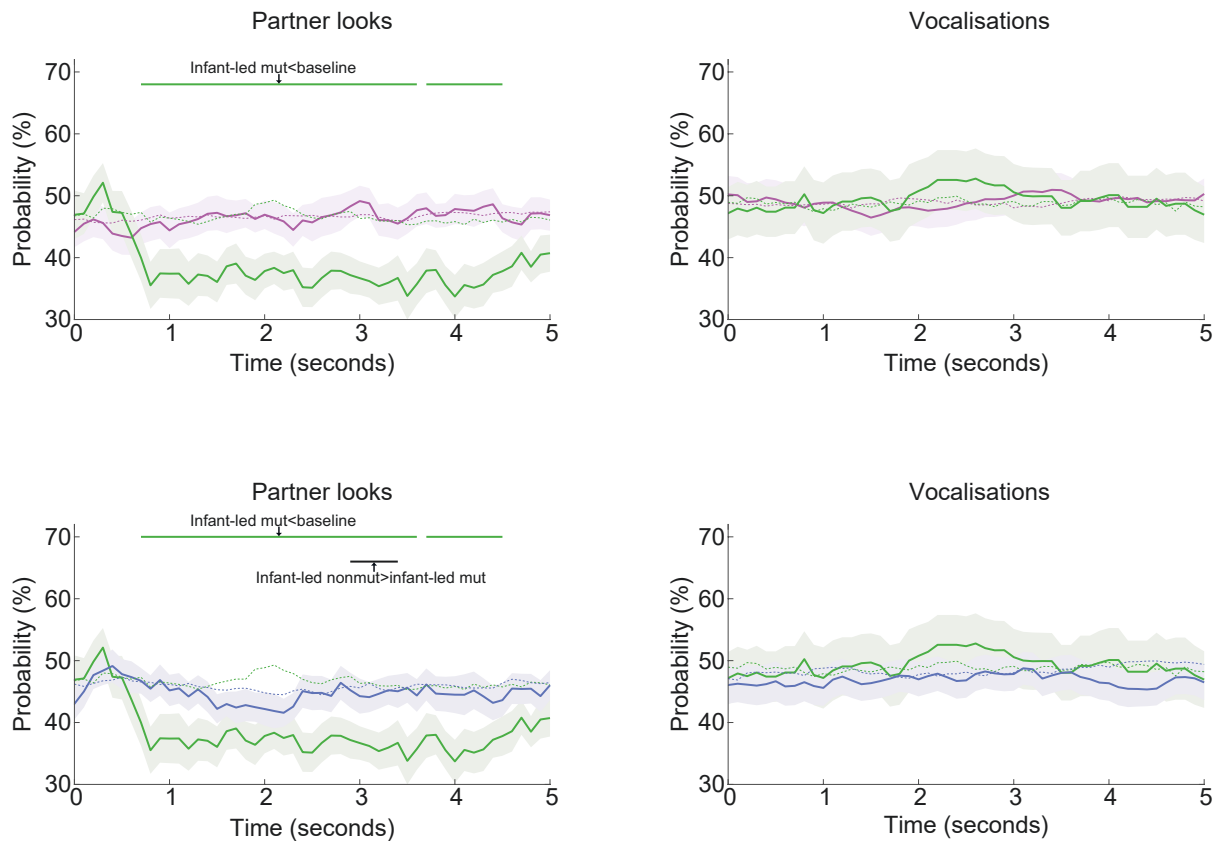 Partner looks
Infant-led mut<baseline
70
60
50
40
30
Probability (%)
0 1 2 3 4 5
Time (seconds)
Vocalisations
70
60
50
40
30
Probability (%)
0 1 2 3 4 5
Time (seconds)
Partner looks
Infant-led mut<baseline
Infant-led nonmut>infant-led mut
70
60
50
40
30
Probability (%)
0 1 2 3 4 5
Time (seconds)
Vocalisations
70
60
50
40
30
Probability (%)
0 1 2 3 4 5
Time (seconds)